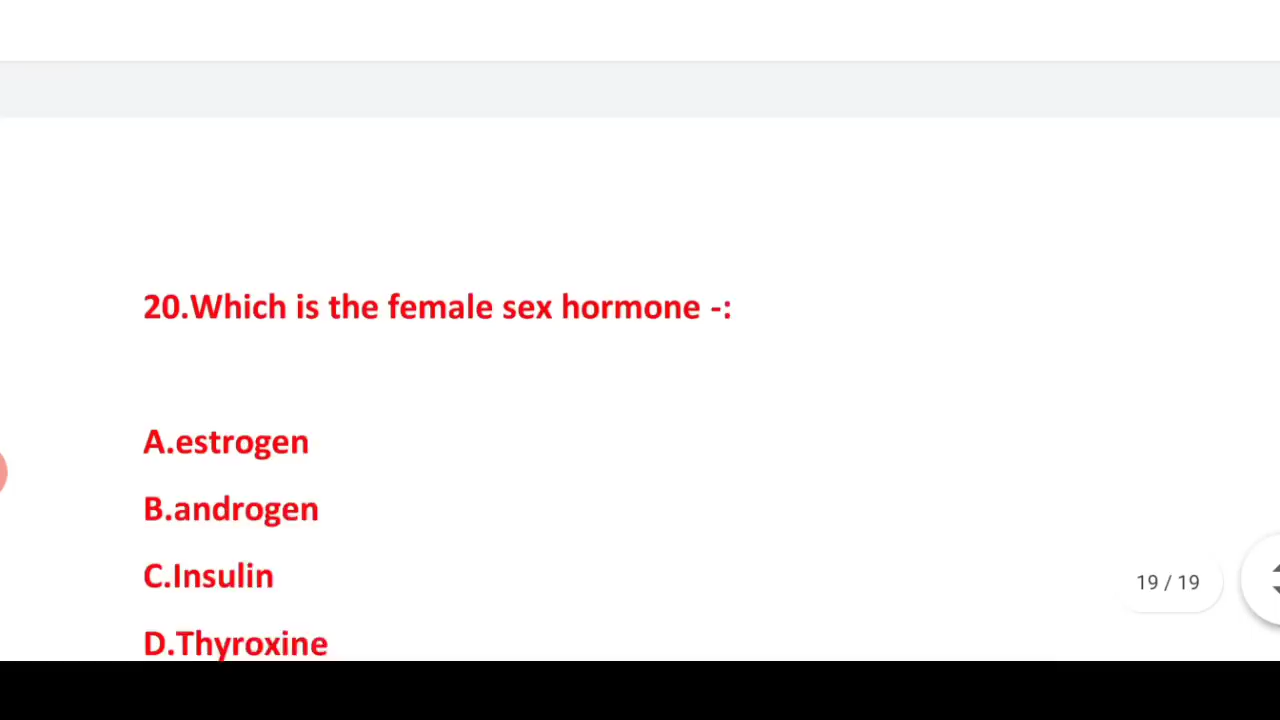 20.Which is the female sex hormone -:
A.estrogen
B.androgen
C.Insulin
19 / 19
D.Thyroxine